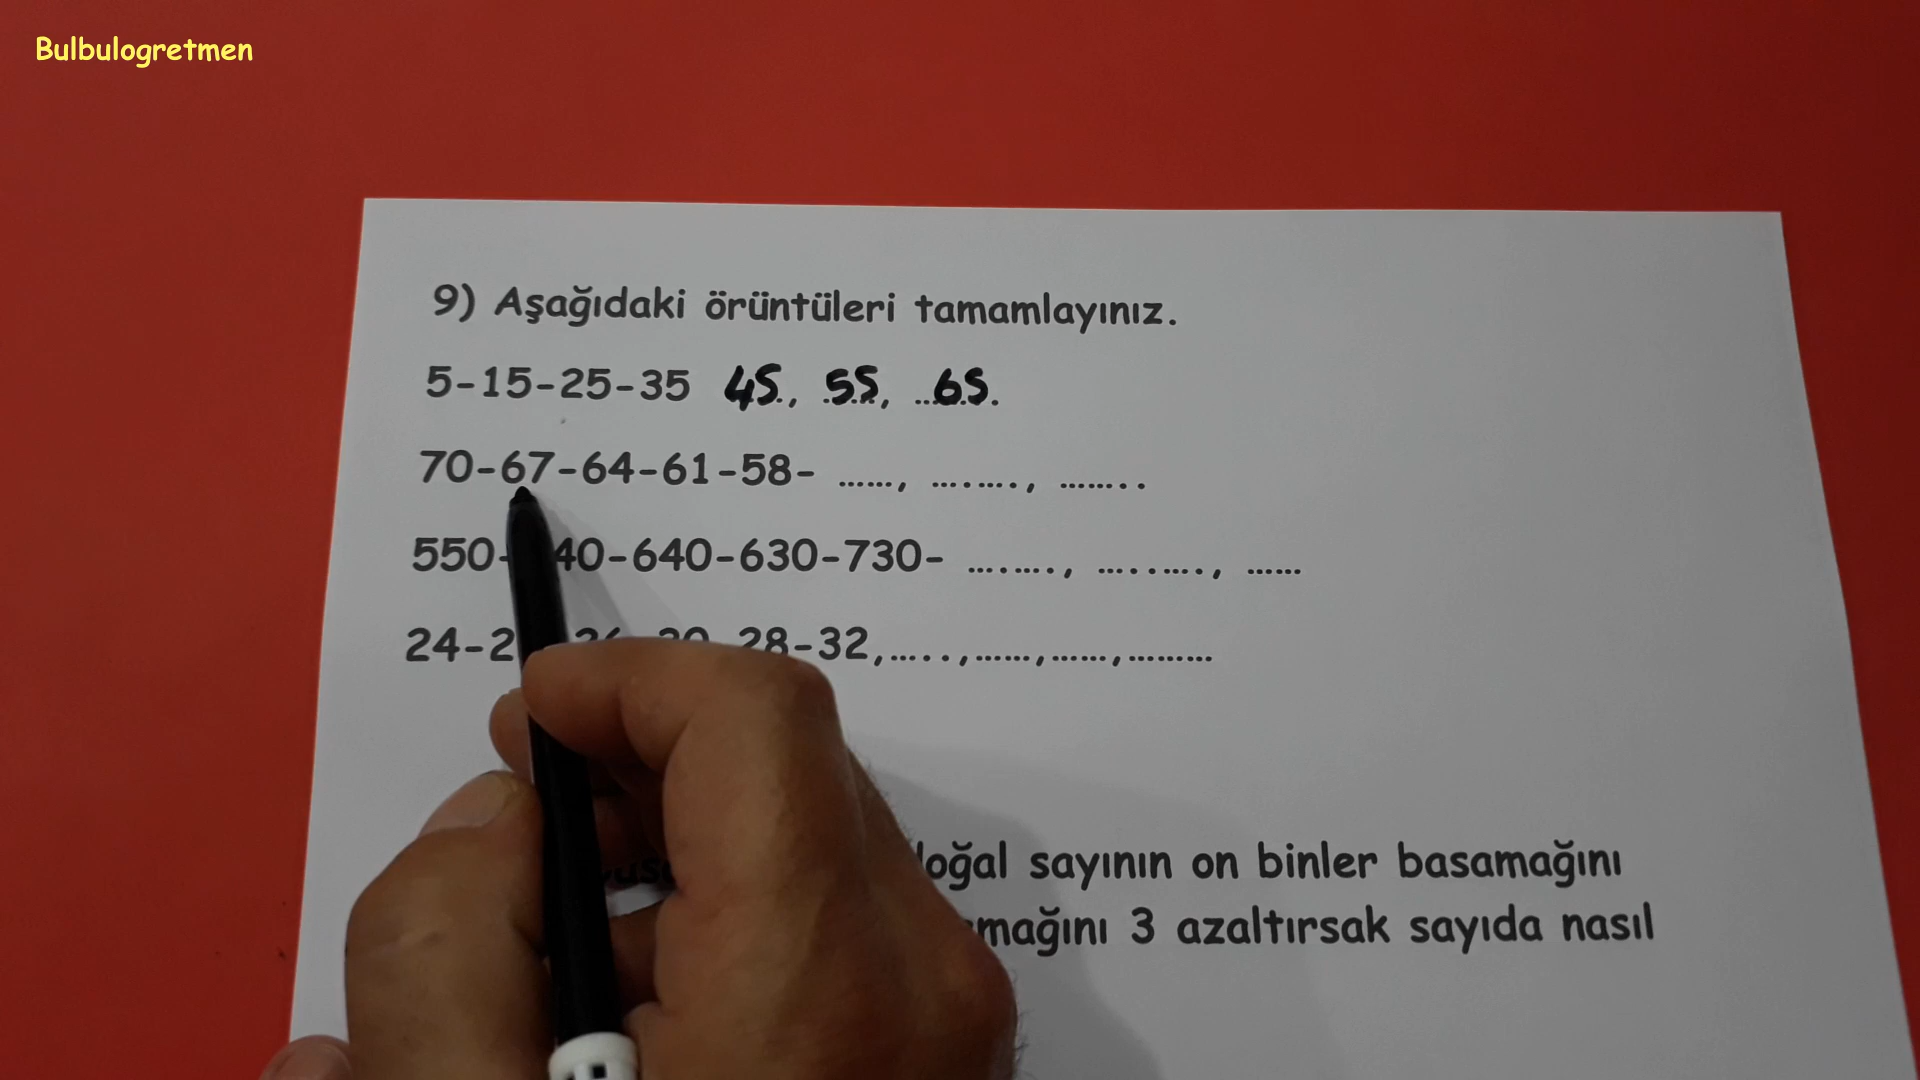 Bulbulogretmen
9) Aşağıdaki örüntüleri tamamlayınız.
5-15-25-35 45., 55, ...65.
70-67-64-61-58- ……, ………, ……..
550- 40-640-630-730- ………, ………, ……
24-2 28-32,……,……,……,………
doğal sayının on binler basamağını
mağını 3 azaltırsak sayıda nasıl